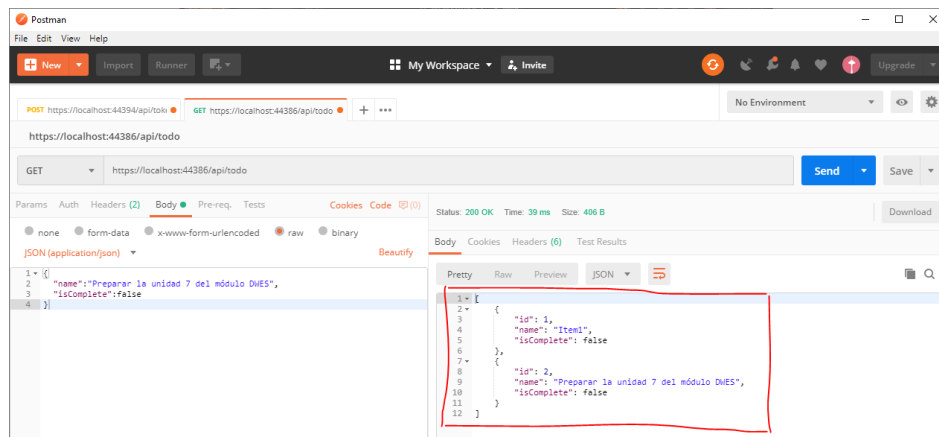 Postman
File Edit View Help
New Import Runner My Workspace Invite Upgrade
POST https://localhost:44394/api/tok GET https://localhost:44386/api/todo + ••• No Environment
https://localhost:44386/api/todo
GET https://localhost:44386/api/todo Send Save
Params Auth Headers (2) Body Pre-req. Tests Cookies Code (0)
Status: 200 OK Time: 39 ms Size: 406 B Download
none form-data x-www-form-urlencoded raw binary
Body Cookies Headers (6) Test Results
JSON (application/json) Beautify
Pretty Raw Preview JSON
1 {
2 "name":"Preparar la unidad 7 del módulo DWES",
3 "isComplete":false
4 }
1 [
2 {
3 "id": 1,
4 "name": "Item1",
5 "isComplete": false
6 },
7 {
8 "id": 2,
9 "name": "Preparar la unidad 7 del módulo DWES",
10 "isComplete": false
11 }
12 ]